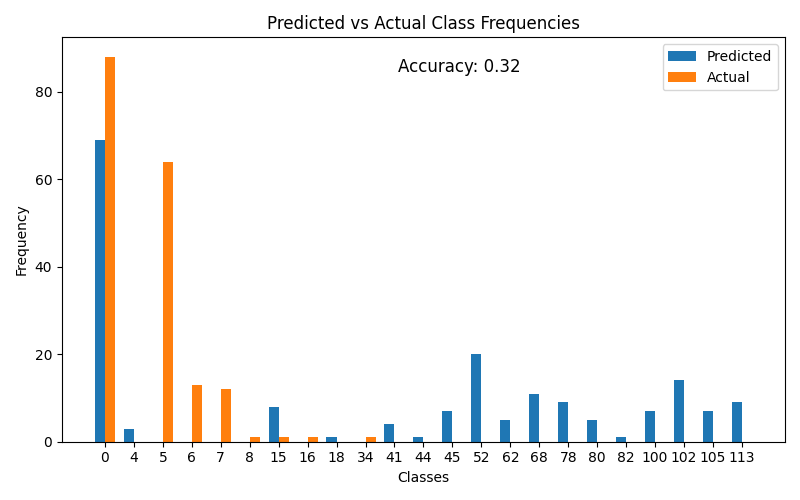 Predicted vs Actual Class Frequencies
Accuracy: 0.32
Predicted
Actual
Frequency
80
60
40
20
0
0 4 5 6 7 8 15 16 18 34 41 44 45 52 62 68 78 80 82 100 102 105 113
Classes